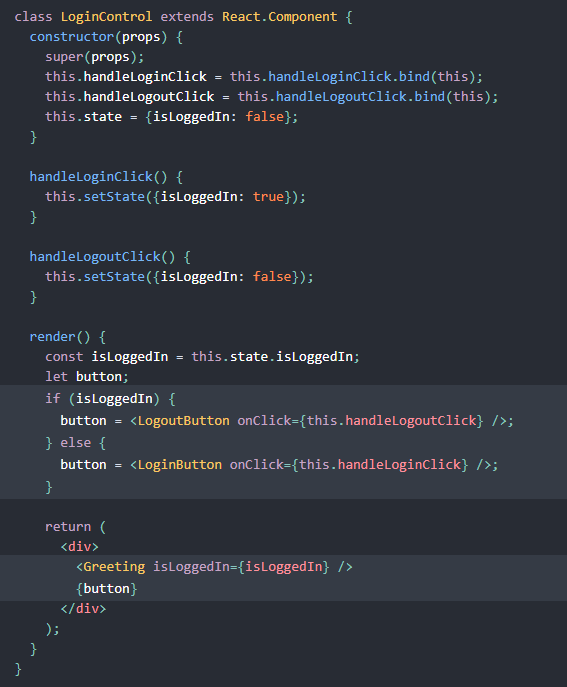 class LoginControl extends React.Component {
  constructor(props) {
    super(props);
    this.handleLoginClick = this.handleLoginClick.bind(this);
    this.handleLogoutClick = this.handleLogoutClick.bind(this);
    this.state = {isLoggedIn: false};
  }

  handleLoginClick() {
    this.setState({isLoggedIn: true});
  }

  handleLogoutClick() {
    this.setState({isLoggedIn: false});
  }

  render() {
    const isLoggedIn = this.state.isLoggedIn;
    let button;
    if (isLoggedIn) {
      button = <LogoutButton onClick={this.handleLogoutClick} />;
    } else {
      button = <LoginButton onClick={this.handleLoginClick} />;
    }

    return (
      <div>
        <Greeting isLoggedIn={isLoggedIn} />
        {button}
      </div>
    );
  }
}